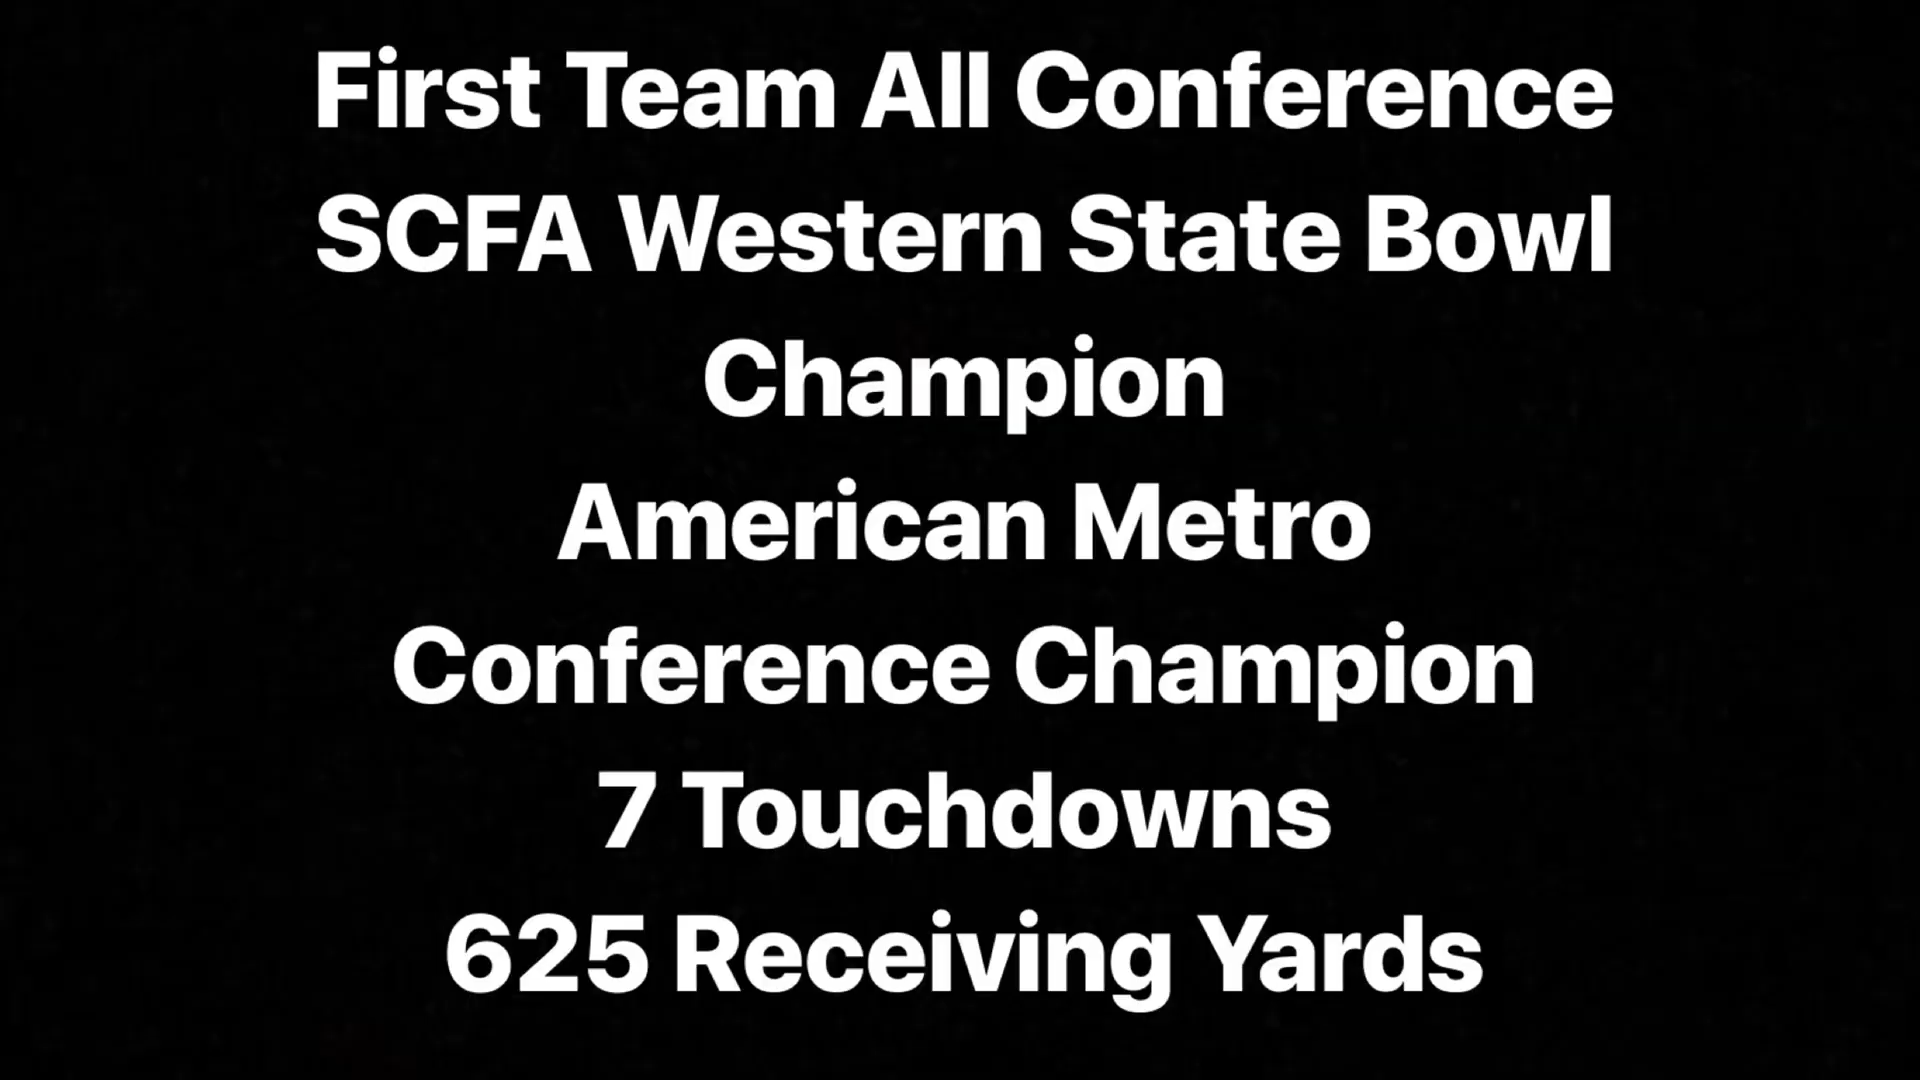 First Team All Conference
SCFA Western State Bowl
Champion
American Metro
Conference Champion
7 Touchdowns
625 Receiving Yards